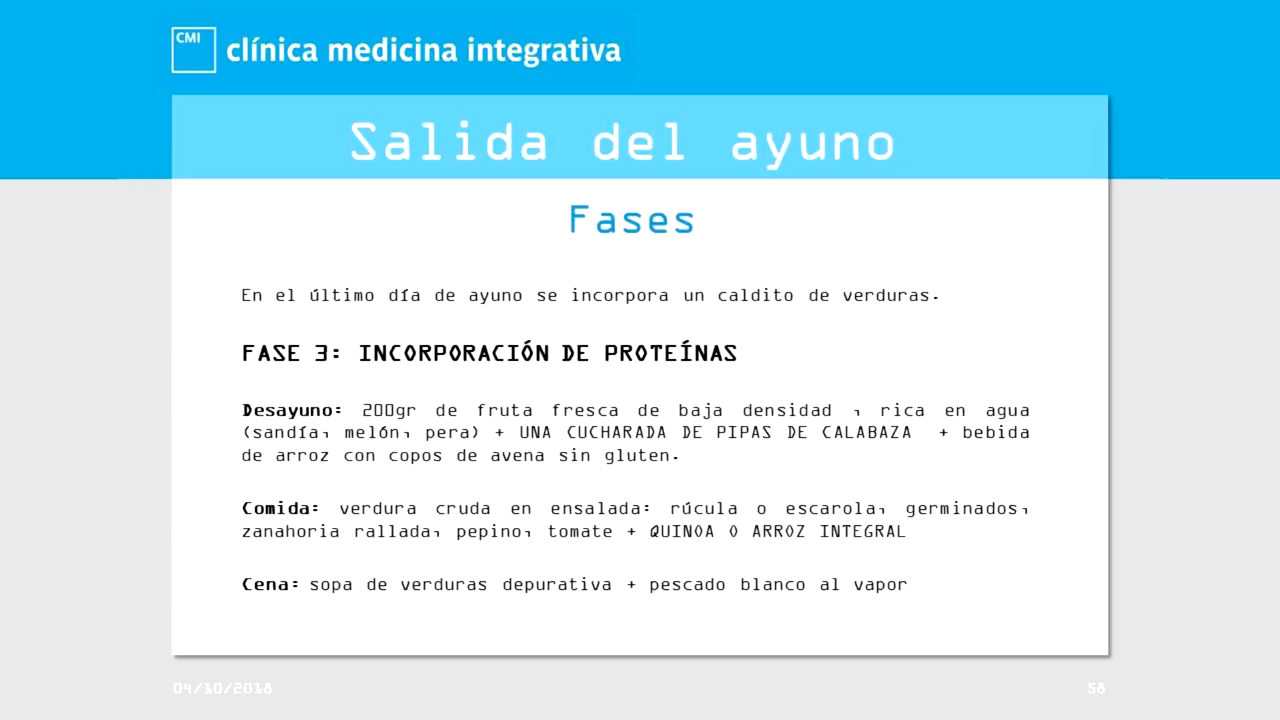 CMI
clínica medicina integrativa
Salida del ayuno
Fases
En el último día de ayuno se incorpora un caldito de verduras.
FASE 3: INCORPORACIÓN DE PROTEÍNAS
Desayuno: 200gr de fruta fresca de baja densidad , rica en agua
(sandía, melón, pera) + UNA CUCHARADA DE PIPAS DE CALABAZA + bebida
de arroz con copos de avena sin gluten.
Comida: verdura cruda en ensalada: rúcula o escarola, germinados,
zanahoria rallada, pepino, tomate + QUINOA O ARROZ INTEGRAL
Cena: sopa de verduras depurativa + pescado blanco al vapor
04/10/2018
58